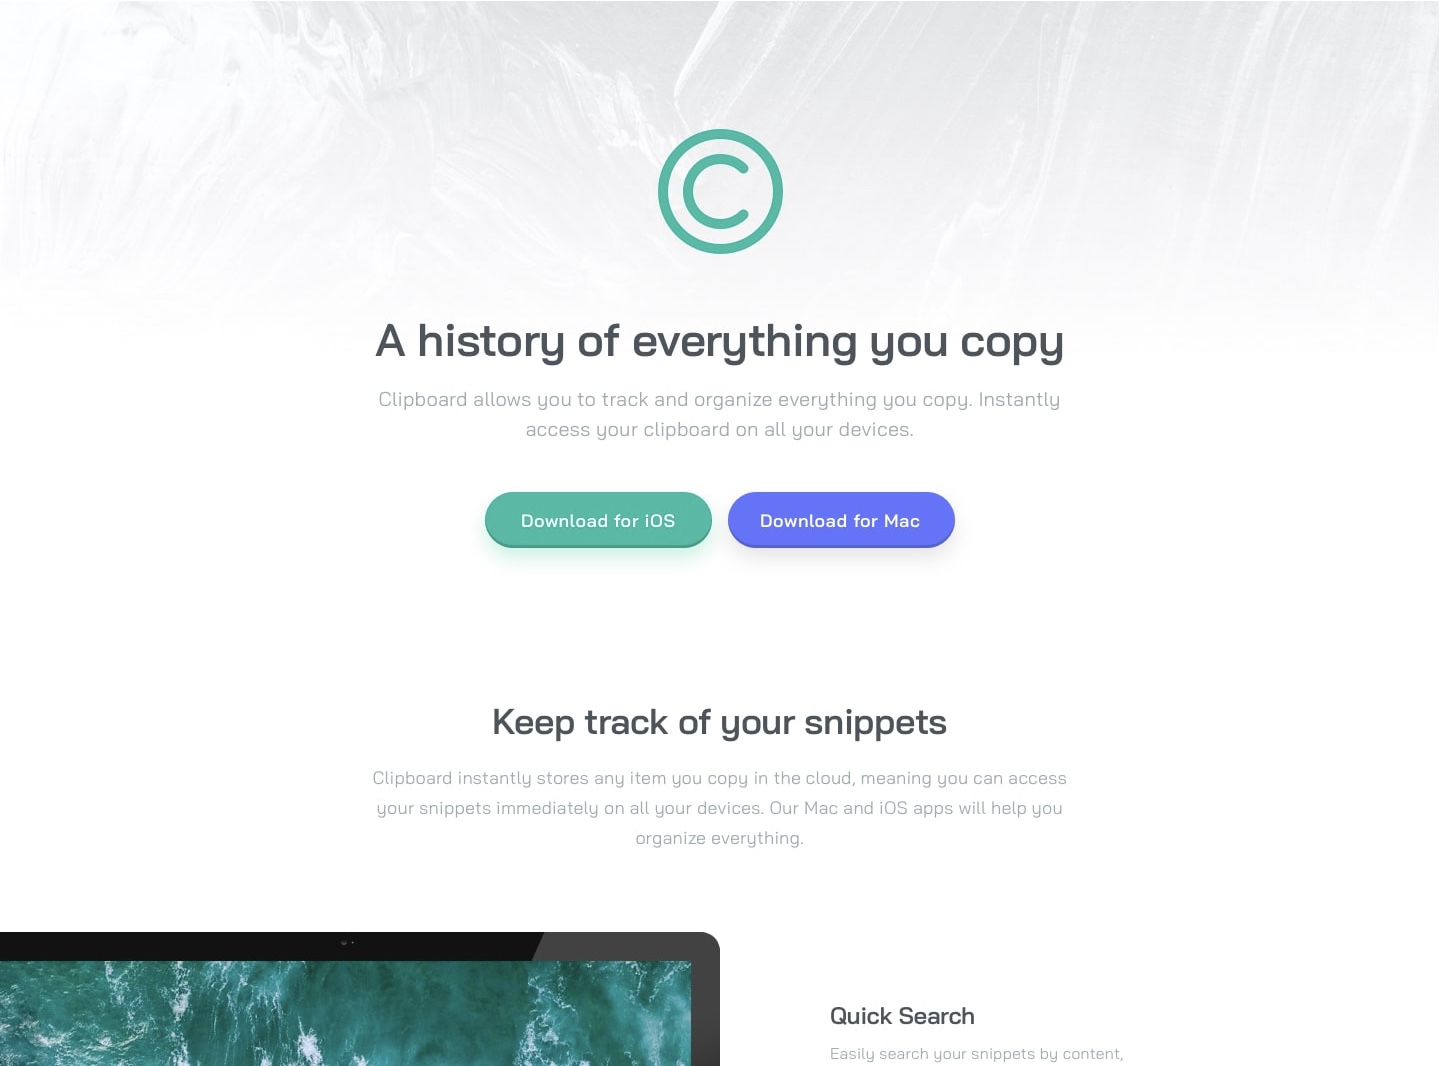 A history of everything you copy
Clipboard allows you to track and organize everything you copy. Instantly
access your clipboard on all your devices.
Download for iOS
Download for Mac
Keep track of your snippets
Clipboard instantly stores any item you copy in the cloud, meaning you can access
your snippets immediately on all your devices. Our Mac and iOS apps will help you
organize everything.
Quick Search
Easily search your snippets by content,